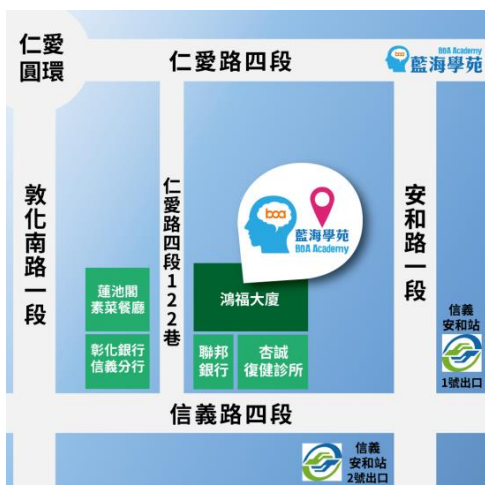 仁愛
圓環
仁愛路四段
BOA Academy
藍海學苑
敦化南路一段
仁愛路四段122巷
安和路一段
boa
藍海學苑
BOA Academy
蓮池閣
素菜餐廳
鴻福大廈
彰化銀行
信義分行
聯邦
銀行
杏誠
復健診所
信義
安和站
1號出口
信義路四段
信義
安和站
2號出口